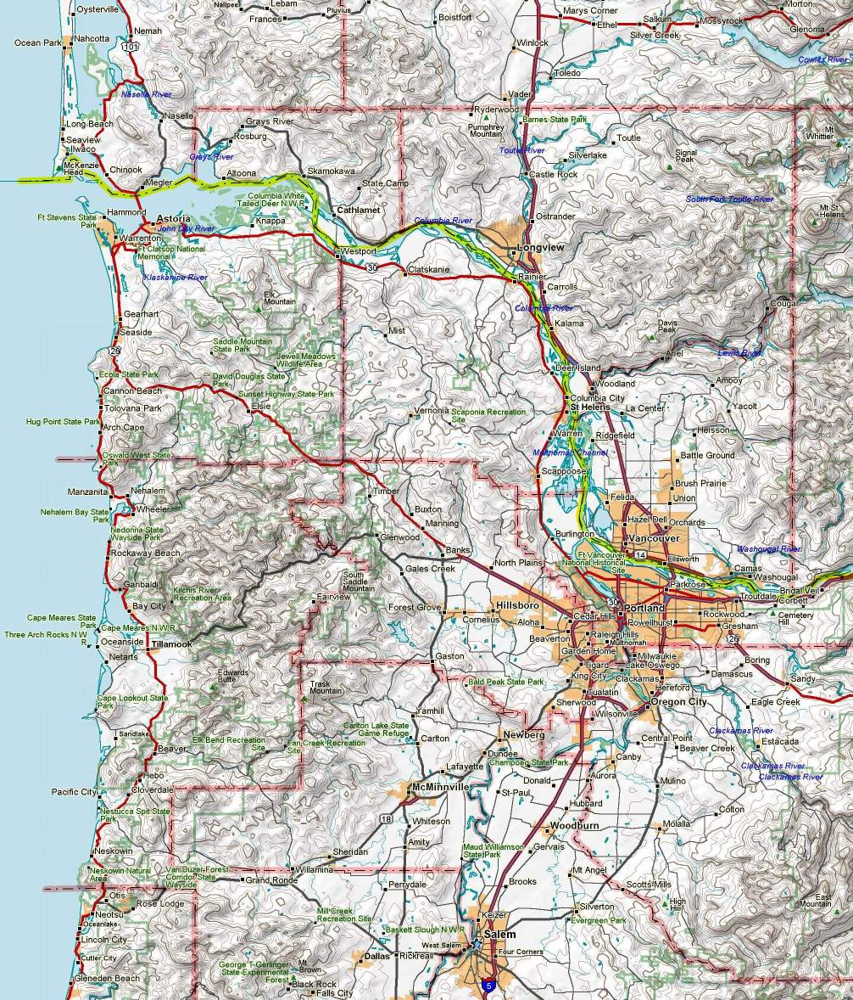 Oysterville
Nallpee
Lebam
Frances
Pluvius
Boistfort
Marys Corner
Ethel
Salkum
Silver Creek
Mossyrock
Morton
Glenoma
Ocean Park
Nahcotta
Nemah
101
Winlock
Toledo
Cowlitz River
Naselle River
Vader
Ryderwood
Pumphrey
Mountain
Barnes State Park
Long Beach
Naselle
Grays River
Rosburg
Grays River
Toutle
Mt
Whittier
Seaview
Ilwaco
McKenzie
Head
Chinook
Megler
Altoona
Skamokawa
State Camp
Toutle River
Silverlake
Signal
Peak
Castle Rock
South Fork Toutle River
Mt St
Helens
Columbia White
Tailed Deer N W R
Cathlamet
Hammond
Ft Stevens State
Park
Astoria
John Day River
Knappa
Columbia River
Ostrander
Warrenton
Ft Clatsop National
Memorial
Westport
Longview
30
Clatskanie
Rainier
Klaskanine River
Carrolls
Elk
Mountain
Columbia River
Cougar
Gearhart
Seaside
Mist
Kalama
Davis
Peak
Saddle Mountain
State Park
126
Jewell Meadows
Wildlife Area
Ariel
Lewis River
Ecola State Park
David Douglas State
Park
Deer Island
Woodland
Amboy
Cannon Beach
Sunset Highway State Park
Columbia City
St Helens
Tolovana Park
Elsie
Vernonia
Scaponia Recreation
Site
La Center
Yacolt
Hug Point State Park
Arch Cape
Warren
Ridgefield
Heisson
Oswald West State
Park
Multnomah Channel
Battle Ground
Scappoose
Manzanita
Nehalem
Timber
Brush Prairie
Felida
Union
Nehalem Bay State
Park
Wheeler
Buxton
Hazel Dell
Orchards
Nedonna State
Wayside Park
Manning
Glenwood
Burlington
Vancouver
Rockaway Beach
Banks
Ft Vancouver
National Historical
Site
14
Ellsworth
Washougal River
Gales Creek
North Plains
Camas
Washougal
Garibaldi
Kilchis River
Recreation Area
South
Saddle
Mountain
Fairview
Parkrose
Bridal Veil
Troutdale
Corbett
Bay City
Forest Grove
Hillsboro
30
Portland
Cemetery
Hill
Cape Meares State
Park
Cape Meares N W R
Cornelius
Aloha
Cedar Hills
Rockwood
Powellhurst
Gresham
Three Arch Rocks N W
R
Oceanside
Tillamook
Beaverton
Raleigh Hills
Multnomah
126
Netarts
Garden Home
Gaston
Milwaukie
Tigard
Lake Oswego
Boring
Edwards
Butte
Trask
Mountain
Bald Peak State Park
King City
Clackamas
Damascus
Sandy
Tualatin
Hereford
Cape Lookout State
Park
Sherwood
Oregon City
Eagle Creek
Yamhill
Wilsonville
Carlton Lake State
Game Refuge
Newberg
Clackamas River
Sandlake
Elk Bend Recreation
Site
Fan Creek Recreation
Site
Carlton
Central Point
Beaver Creek
Estacada
Beaver
Dundee
Champoeg State Park
Canby
Clackamas River
Clackamas River
Hebo
Lafayette
Aurora
Cloverdale
Donald
Mulino
Pacific City
McMinnville
St-Paul
Hubbard
Colton
Nestucca Spit State
Park
18
Whiteson
Woodburn
Molalla
Neskowin
Amity
Maud Williamson
State Park
Gervais
Sheridan
Neskowin Natural
Area
Van Duzer Forest
Corridor State
Wayside
Willamina
Mt Angel
Grand Ronde
Perrydale
Brooks
Scotts Mills
Otis
Rose Lodge
High
Hill
East
Mountain
Neotsu
Mill Creek
Recreation Site
Keizer
Silverton
Evergreen Park
Oceanlake
Lincoln City
Baskett Slough N W R
Salem
West Salem
Cutler City
Dallas
Rickreall
Four Corners
Gleneden Beach
George T Gerlinger
State Experimental
Forest
Mt
Brown
Black Rock
Falls City
5